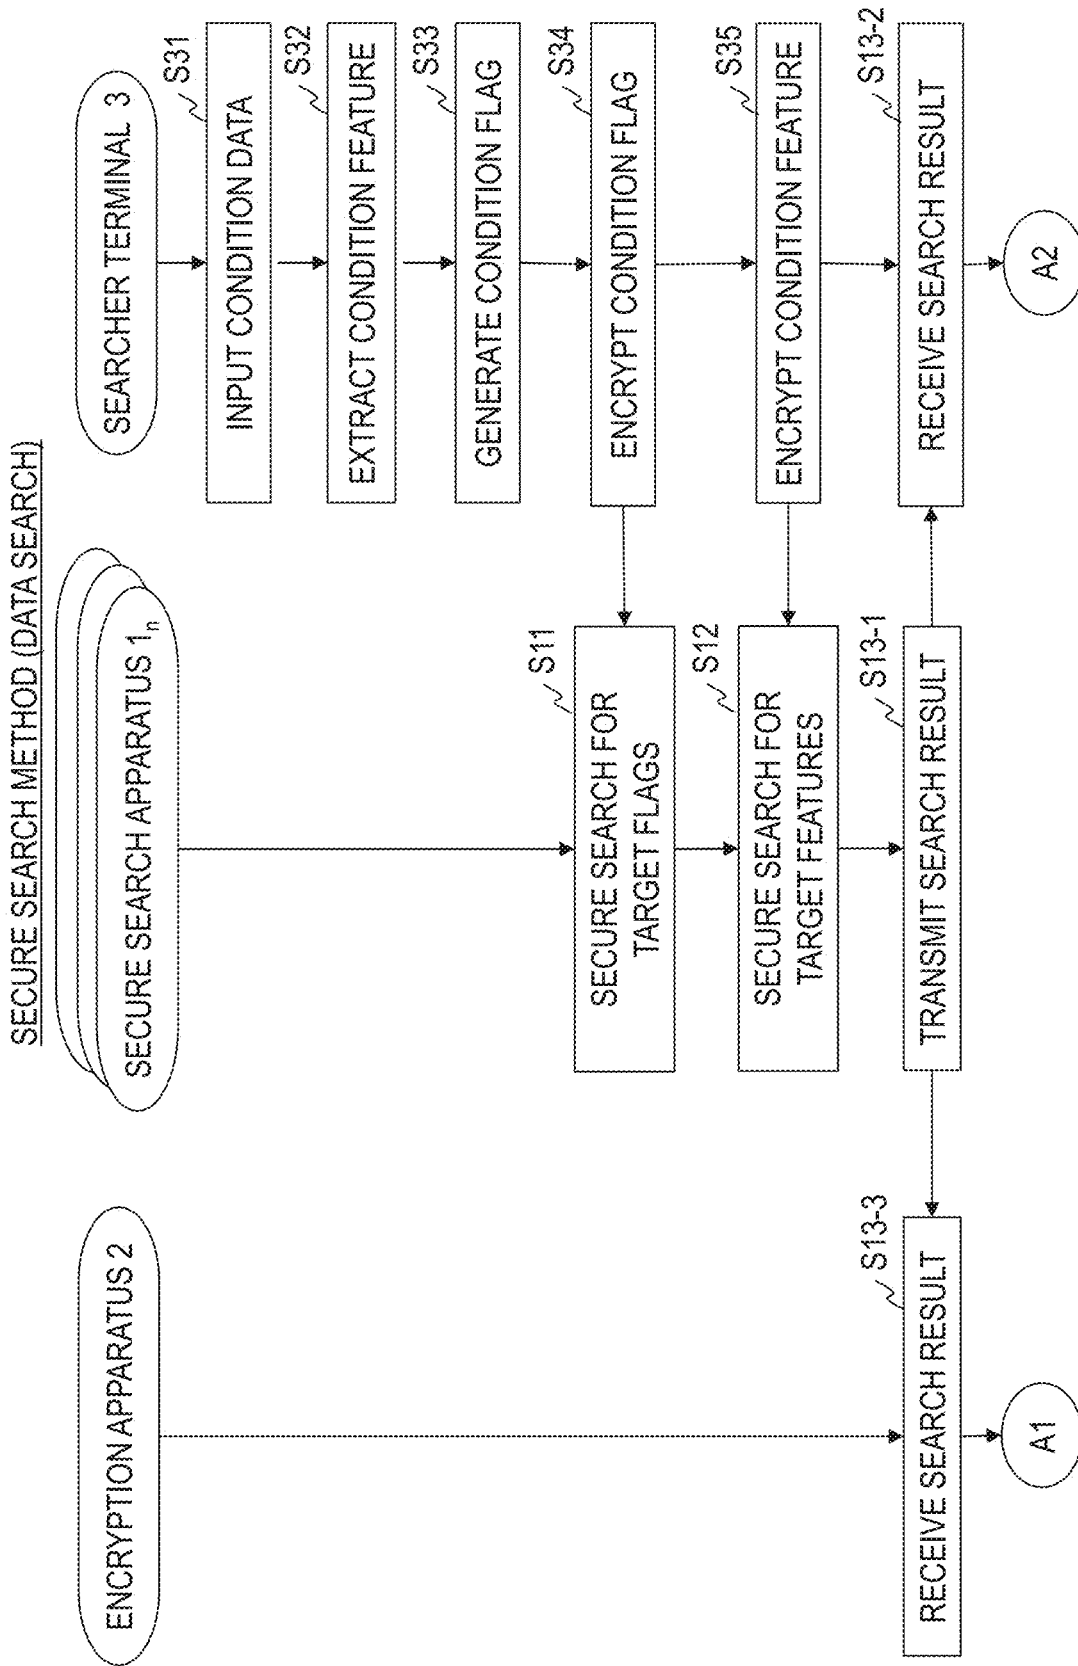 SECURE SEARCH METHOD (DATA SEARCH)
ENCRYPTION APPARATUS 2
SECURE SEARCH APPARATUS 1n
SEARCHER TERMINAL 3
S31
INPUT CONDITION DATA
S32
EXTRACT CONDITION FEATURE
S33
GENERATE CONDITION FLAG
S34
ENCRYPT CONDITION FLAG
S11
SECURE SEARCH FOR
TARGET FLAGS
S35
ENCRYPT CONDITION FEATURE
S12
SECURE SEARCH FOR
TARGET FEATURES
S13-3
RECEIVE SEARCH RESULT
S13-1
TRANSMIT SEARCH RESULT
S13-2
RECEIVE SEARCH RESULT
A1
A2